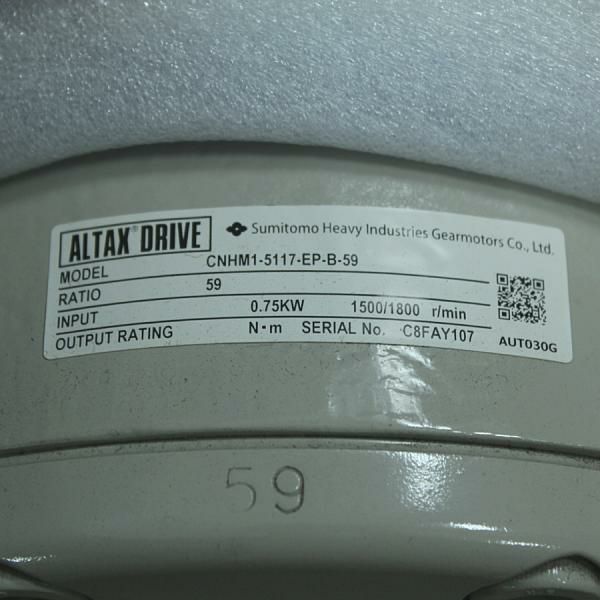 ALTAX® DRIVE Sumitomo Heavy Industries Gearmotors Co., Ltd.
MODEL CNHM1-5117-EP-B-59
RATIO 59
INPUT 0.75KW 1500/1800 r/min
OUTPUT RATING N·m SERIAL No. C8FAY107
AUT030G
59